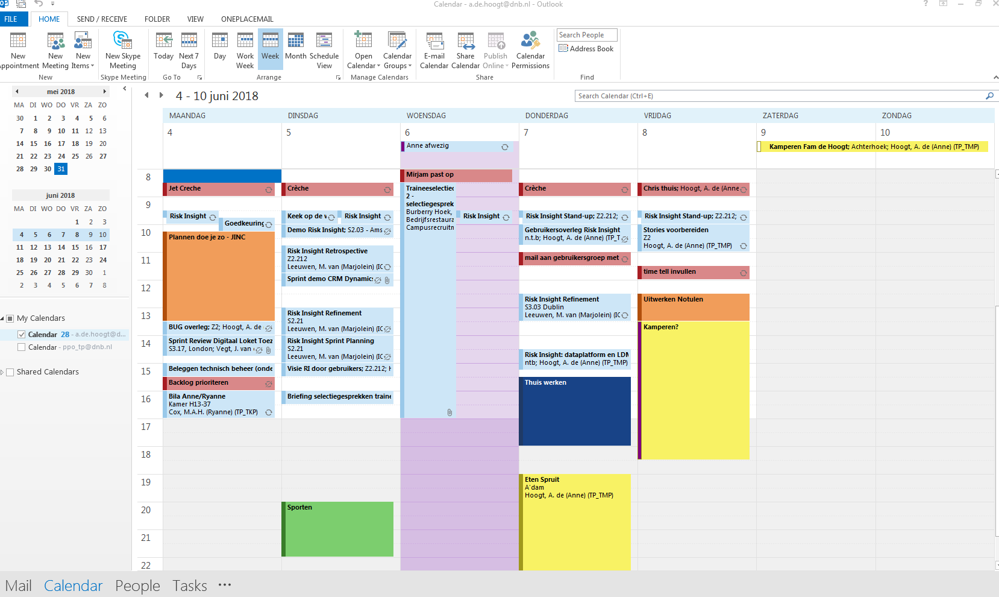 Calendar - a.de.hoogt@dnb.nl - Outlook
FILE
HOME
SEND / RECEIVE
FOLDER
VIEW
ONEPLACEMAIL
New
Appointment
New
Meeting
New
Items
New
New Skype
Meeting
Skype Meeting
Today
Next 7
Days
Go To
Day
Work
Week
Week
Month
Schedule
View
Arrange
Open
Calendar
Calendar
Groups
Manage Calendars
E-mail
Calendar
Share
Calendar
Publish
Online
Calendar
Permissions
Share
Search People
Address Book
Find
mei 2018
MA DI WO DO VR ZA ZO
30 1 2 3 4 5 6
7 8 9 10 11 12 13
14 15 16 17 18 19 20
21 22 23 24 25 26 27
28 29 30 31
juni 2018
MA DI WO DO VR ZA ZO
1 2 3
4 5 6 7 8 9 10
11 12 13 14 15 16 17
18 19 20 21 22 23 24
25 26 27 28 29 30 1
2 3 4 5 6 7 8
My Calendars
Calendar 28 - a.de.hoogt@d...
Calendar - ppo_tp@dnb.nl
Shared Calendars
4 - 10 juni 2018
Search Calendar (Ctrl+E)
MAANDAG
DINSDAG
WOENSDAG
DONDERDAG
VRIJDAG
ZATERDAG
ZONDAG
4
5
6
7
8
9
10
Anne afwezig
Kamperen Fam de Hoogt; Achterhoek; Hoogt, A. de (Anne) (TP_TMP)
8
9
10
11
12
13
14
15
16
17
18
19
20
21
22
Jet Creche
Risk Insight
Goedkeuring
Plannen doe je zo - JINC
BUG overleg; Z2; Hoogt, A. de
Sprint Review Digitaal Loket Toez
S3.17, London; Vegt, J. van
Beleggen technisch beheer (onde
Backlog prioriteren
Bila Anne/Ryanne
Kamer H13-37
Cox, M.A.H. (Ryanne) (TP_TKP)
Crèche
Keek op de v
Risk Insight
Demo Risk Insight; S2.03 - Ams
Risk Insight Retrospective
Z2.212
Leeuwen, M. van (Marjolein) (IC
Sprint demo CRM Dynamics
Risk Insight Refinement
S2.21
Leeuwen, M. van (Marjolein) (IC
Risk Insight Sprint Planning
S2.21
Leeuwen, M. van (Marjolein) (IC
Visie RI door gebruikers; Z2.212; H
Briefing selectiegesprekken traine
Sporten
Mirjam past op
Traineeselectied
2 -
selectiegesprek
Burberry Hoek,
Bedrijfsrestaura
Campusrecruitm
Risk Insight
Crèche
Risk Insight Stand-up; Z2.212;
Gebruikersoverleg Risk Insight
n.t.b; Hoogt, A. de (Anne) (TP_T
mail aan gebruikersgroep met
Risk Insight Refinement
S3.03 Dublin
Leeuwen, M. van (Marjolein) (IC
Risk Insight: dataplatform en LDM
ntb; Hoogt, A. de (Anne) (TP_TMP)
Thuis werken
Eten Spruit
A'dam
Hoogt, A. de (Anne) (TP_TMP)
Chris thuis; Hoogt, A. de (Anne
Risk Insight Stand-up; Z2.212;
Stories voorbereiden
Z2
Hoogt, A. de (Anne) (TP_TMP)
time tell invullen
Uitwerken Notulen
Kamperen?
Mail
Calendar
People
Tasks
...